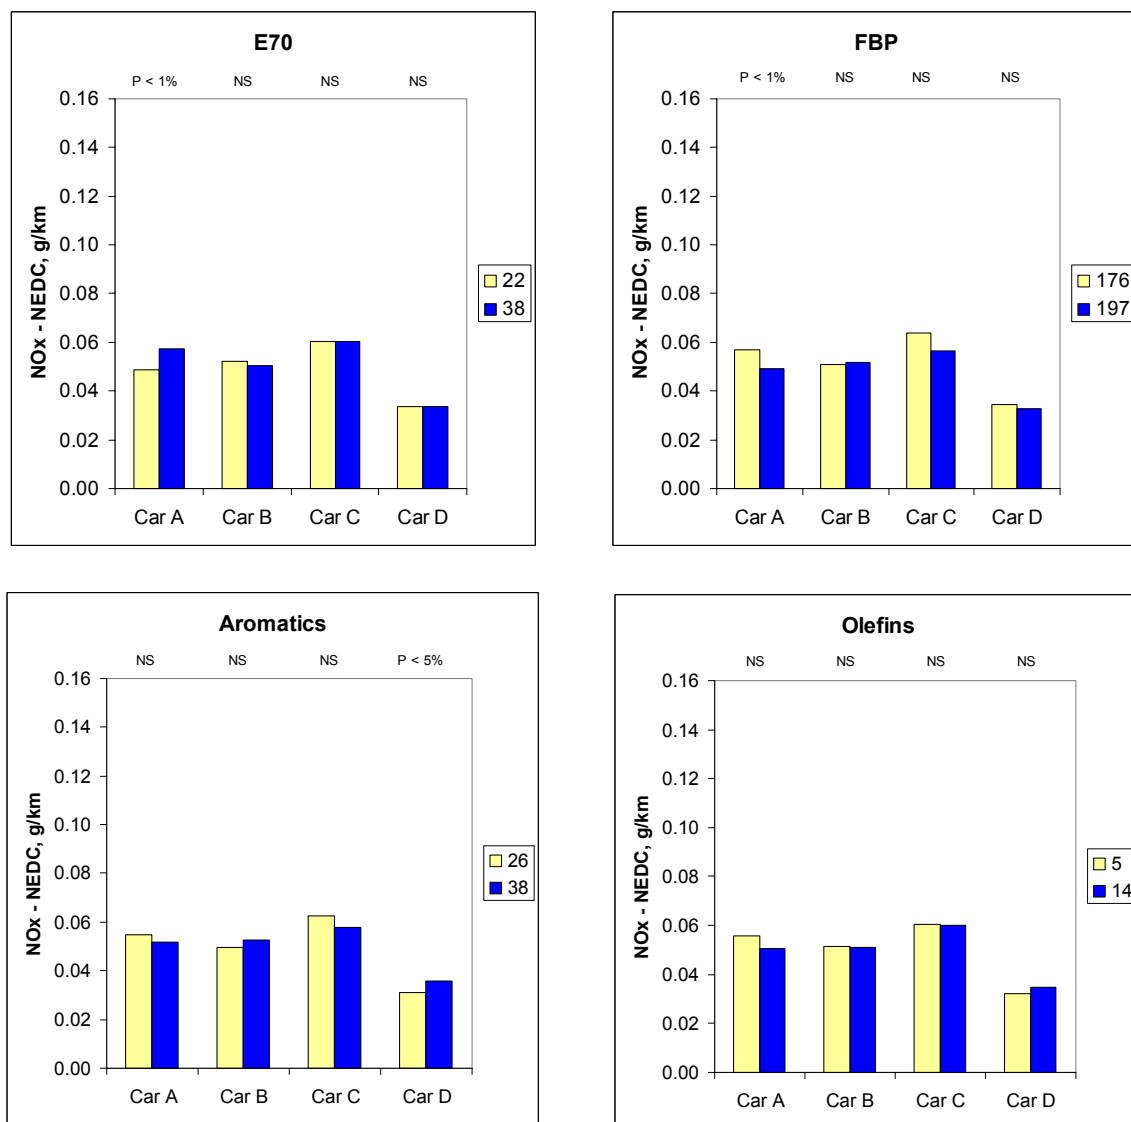 E70
P < 1% NS NS NS
0.16
0.14
0.12
0.10
0.08
0.06
0.04
0.02
0.00
NOx - NEDC, g/km
Car A Car B Car C Car D
22
38
FBP
P < 1% NS NS NS
0.16
0.14
0.12
0.10
0.08
0.06
0.04
0.02
0.00
NOx - NEDC, g/km
Car A Car B Car C Car D
176
197
Aromatics
NS NS NS P < 5%
0.16
0.14
0.12
0.10
0.08
0.06
0.04
0.02
0.00
NOx - NEDC, g/km
Car A Car B Car C Car D
26
38
Olefins
NS NS NS NS
0.16
0.14
0.12
0.10
0.08
0.06
0.04
0.02
0.00
NOx - NEDC, g/km
Car A Car B Car C Car D
5
14